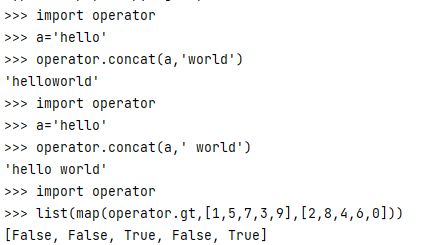 >>> import operator
>>> a='hello'
>>> operator.concat(a,'world')
'helloworld'
>>> import operator
>>> a='hello'
>>> operator.concat(a,' world')
'hello world'
>>> import operator
>>> list(map(operator.gt,[1,5,7,3,9],[2,8,4,6,0]))
[False, False, True, False, True]